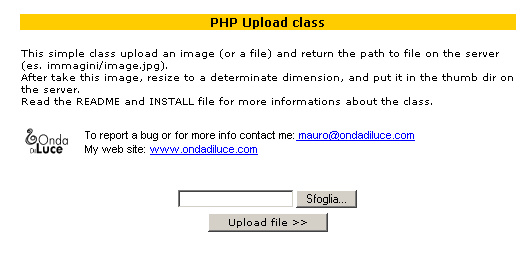 PHP Upload class
This simple class upload an image (or a file) and return the path to file on the server
(es. immagini/image.jpg).
After take this image, resize to a determinate dimension, and put it in the thumb dir on
the server.
Read the README and INSTALL file for more informations about the class.
Onda
DiLuce
To report a bug or for more info contact me: mauro@ondadiluce.com
My web site: www.ondadiluce.com
Sfoglia...
Upload file >>